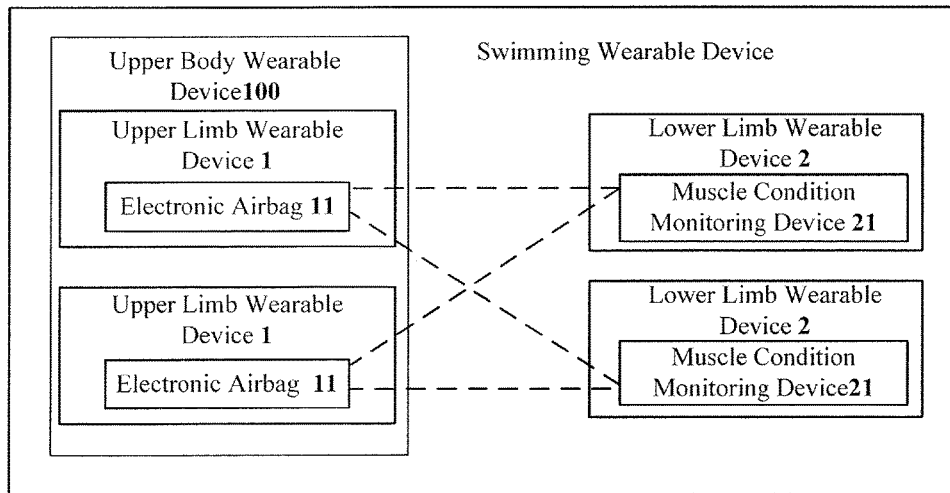 Swimming Wearable Device
Upper Body Wearable
Device100
Upper Limb Wearable
Device 1
Electronic Airbag 11
Upper Limb Wearable
Device 1
Electronic Airbag 11
Lower Limb Wearable
Device 2
Muscle Condition
Monitoring Device 21
Lower Limb Wearable
Device 2
Muscle Condition
Monitoring Device21